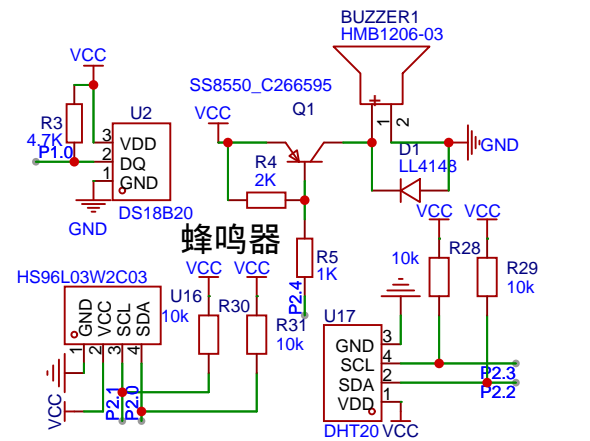 BUZZER1
HMB1206-03
VCC
SS8550_C266595
Q1
R3
4.7K
P1.0
U2
VCC
1
2
3 VDD
2 DQ
1 GND
DS18B20
GND
R4
2K
D1
LL4148
GND
蜂鸣器
R5
1K
P2.4
VCC
VCC
10k
R28
R29
10k
HS96L03W2C03
VCC
VCC
U16
10k
R30
R31
10k
GND
VCC
SCL
SDA
1
2
3
4
VCC
P2.1
P2.0
U17
GND 3
SCL 4
SDA 2
VDD 1
P2.3
P2.2
DHT20
VCC